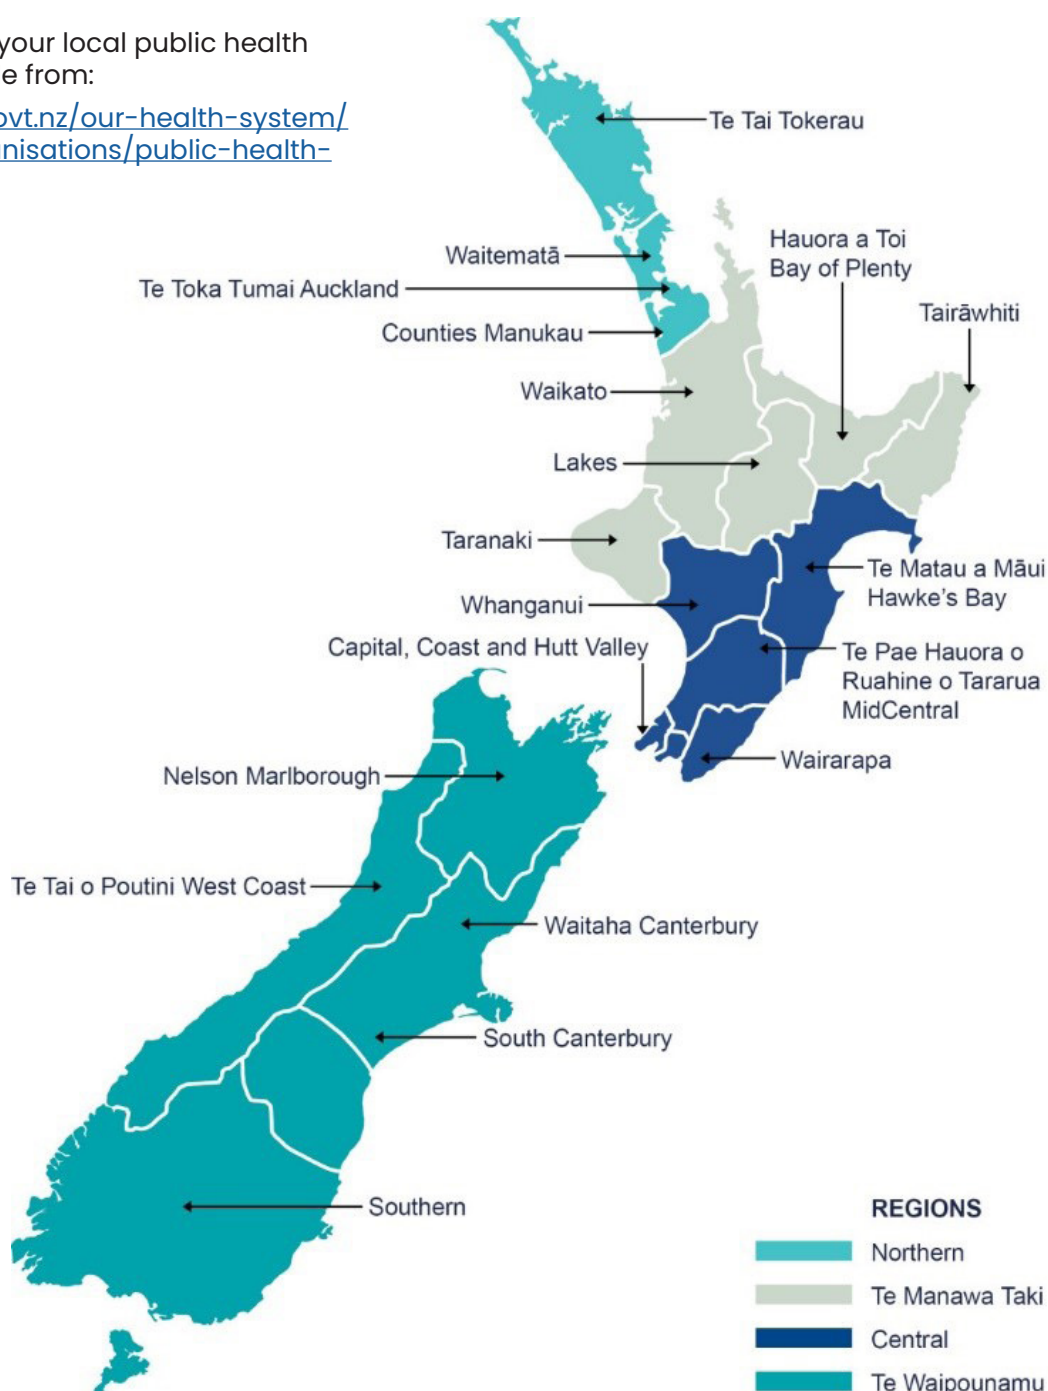 your local public health
e from:
ovt.nz/our-health-system/
nisations/public-health-
Te Tai Tokerau
Waitematā
Hauora a Toi
Bay of Plenty
Te Toka Tumai Auckland
Tairāwhiti
Counties Manukau
Waikato
Lakes
Taranaki
Te Matau a Māui
Hawke's Bay
Whanganui
Capital, Coast and Hutt Valley
Te Pae Hauora o
Ruahine o Tararua
MidCentral
Wairarapa
Nelson Marlborough
Te Tai o Poutini West Coast
Waitaha Canterbury
South Canterbury
Southern
REGIONS
Northern
Te Manawa Taki
Central
Te Waipounamu